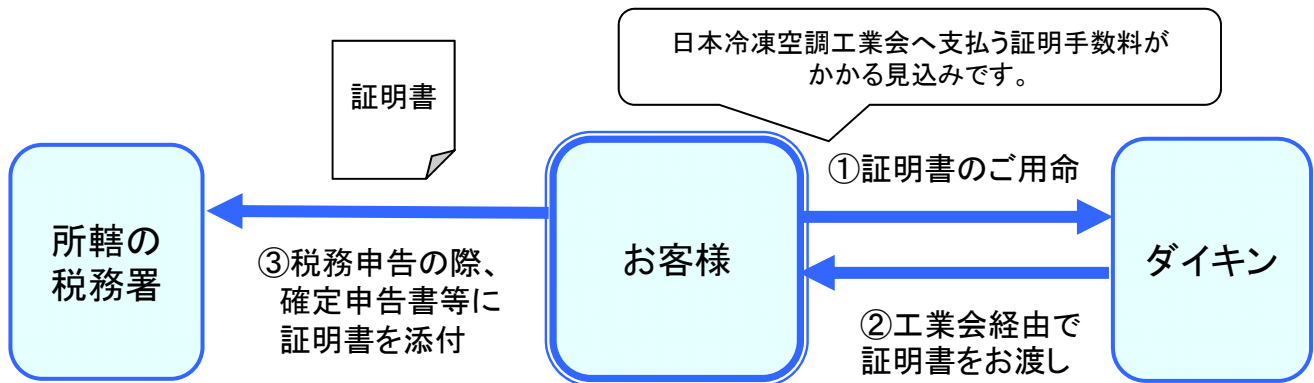 日本冷凍空調工業会へ支払う証明手数料が
かかる見込みです。
証明書
所轄の
税務署
③税務申告の際、
確定申告書等に
証明書を添付
お客様
①証明書のご用命
②工業会経由で
証明書をお渡し
ダイキン